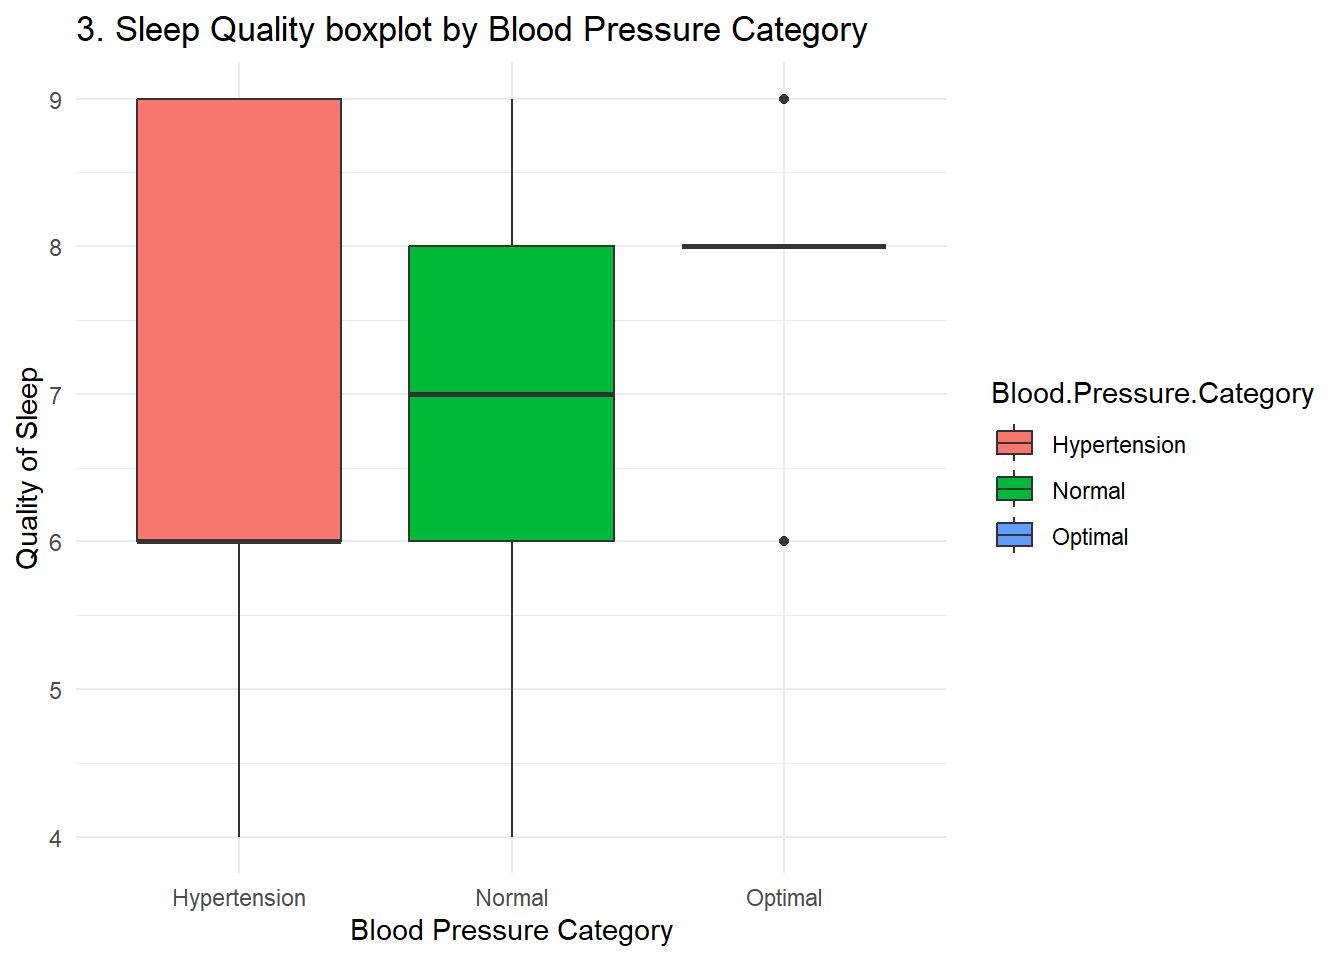 3. Sleep Quality boxplot by Blood Pressure Category
9
8
7
6
5
4
Quality of Sleep
Hypertension Normal Optimal
Blood Pressure Category
Blood.Pressure.Category
Hypertension
Normal
Optimal